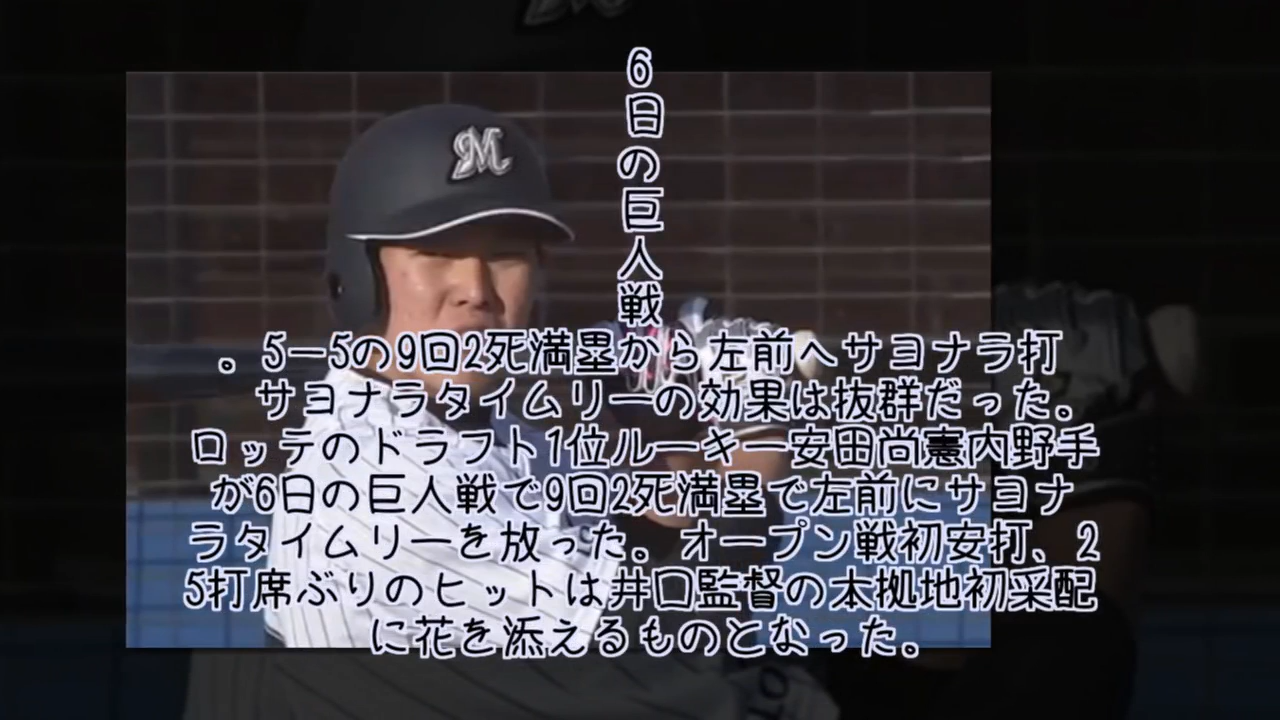 6
日
の
巨
人
戦
。5－5の9回2死満塁から左前へサヨナラ打
サヨナラタイムリーの効果は抜群だった。
ロッテのドラフト1位ルーキー安田尚憲内野手
が6日の巨人戦で9回2死満塁で左前にサヨナ
ラタイムリーを放った。オープン戦初安打、2
5打席ぶりのヒットは井口監督の本拠地初采配
に花を添えるものとなった。
M